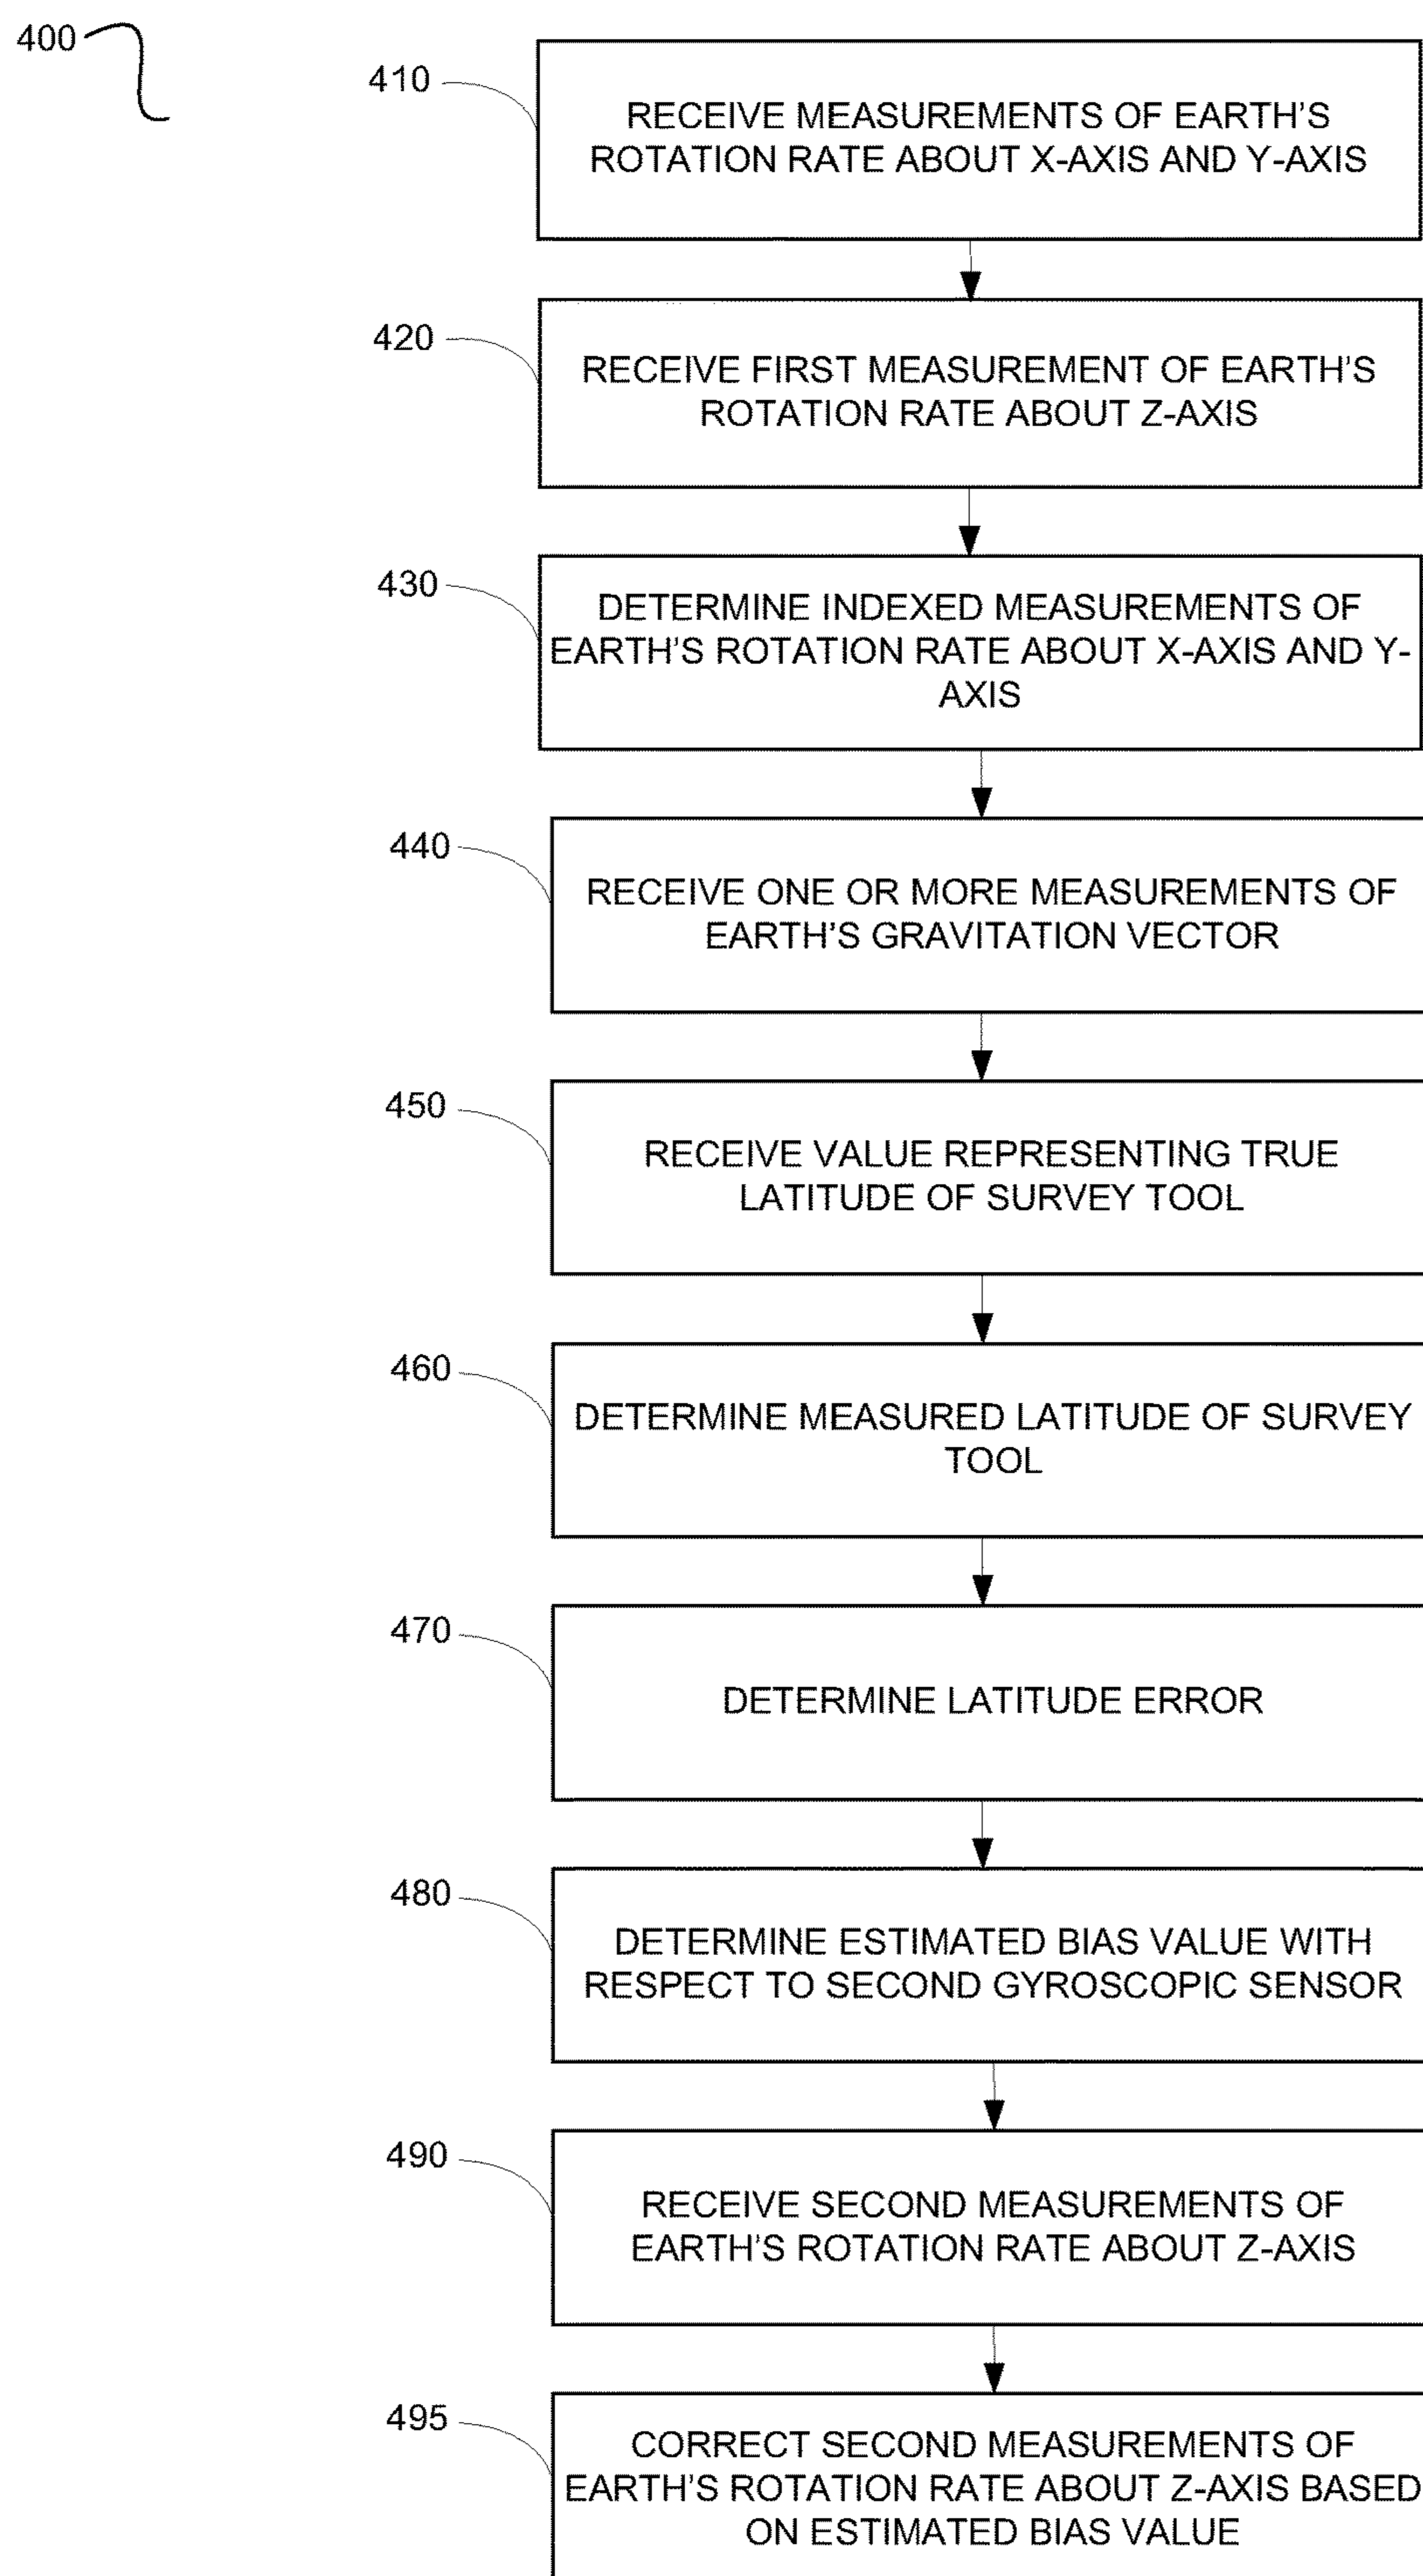 400
410
RECEIVE MEASUREMENTS OF EARTH'S
ROTATION RATE ABOUT X-AXIS AND Y-AXIS
420
RECEIVE FIRST MEASUREMENT OF EARTH'S
ROTATION RATE ABOUT Z-AXIS
430
DETERMINE INDEXED MEASUREMENTS OF
EARTH'S ROTATION RATE ABOUT X-AXIS AND Y-
AXIS
440
RECEIVE ONE OR MORE MEASUREMENTS OF
EARTH'S GRAVITATION VECTOR
450
RECEIVE VALUE REPRESENTING TRUE
LATITUDE OF SURVEY TOOL
460
DETERMINE MEASURED LATITUDE OF SURVEY
TOOL
470
DETERMINE LATITUDE ERROR
480
DETERMINE ESTIMATED BIAS VALUE WITH
RESPECT TO SECOND GYROSCOPIC SENSOR
490
RECEIVE SECOND MEASUREMENTS OF
EARTH'S ROTATION RATE ABOUT Z-AXIS
495
CORRECT SECOND MEASUREMENTS OF
EARTH'S ROTATION RATE ABOUT Z-AXIS BASED
ON ESTIMATED BIAS VALUE